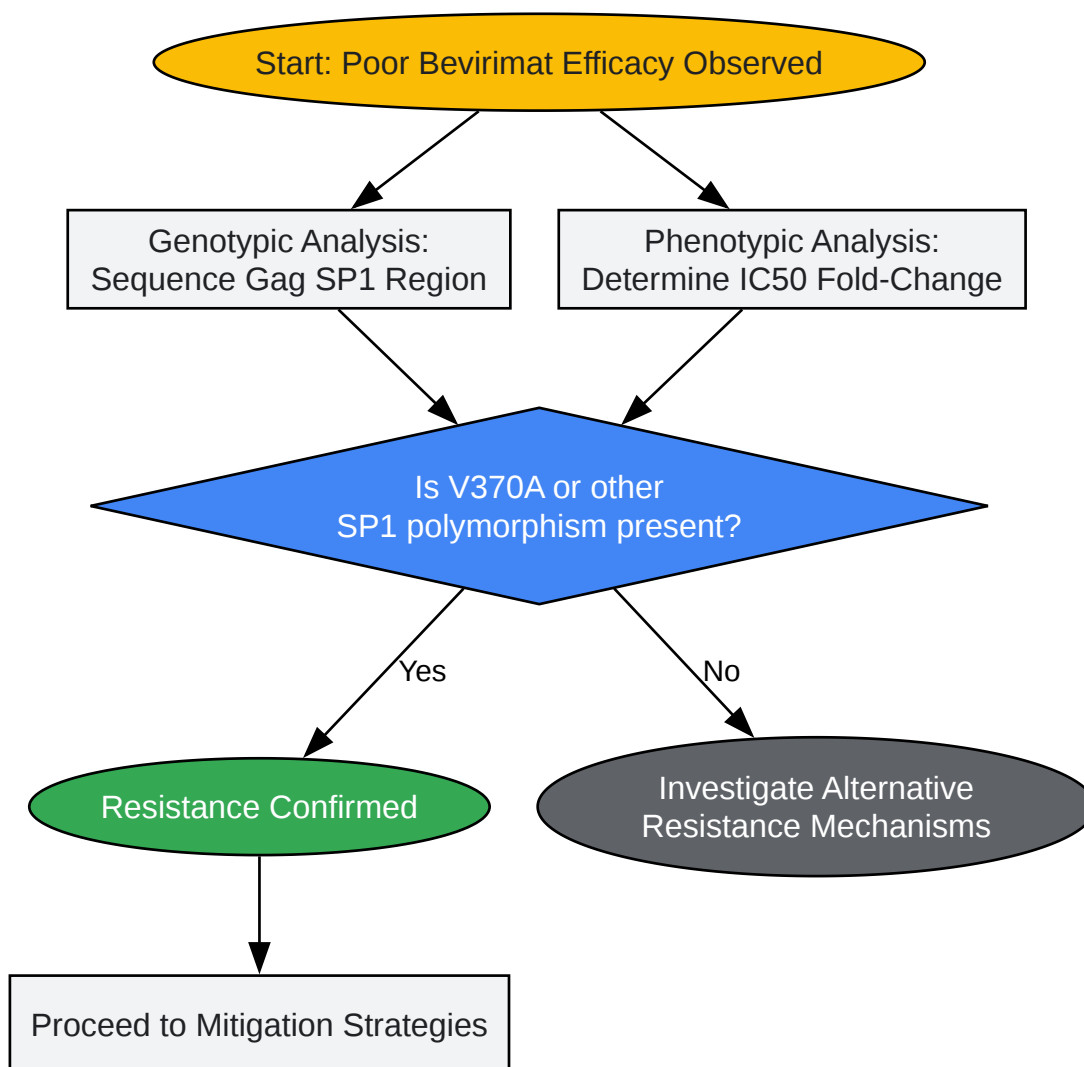 Start: Poor Bevirimat Efficacy Observed
Genotypic Analysis:
Sequence Gag SP1 Region
Phenotypic Analysis:
Determine IC50 Fold-Change
Is V370A or other
SP1 polymorphism present?
Yes
No
Resistance Confirmed
Investigate Alternative
Resistance Mechanisms
Proceed to Mitigation Strategies